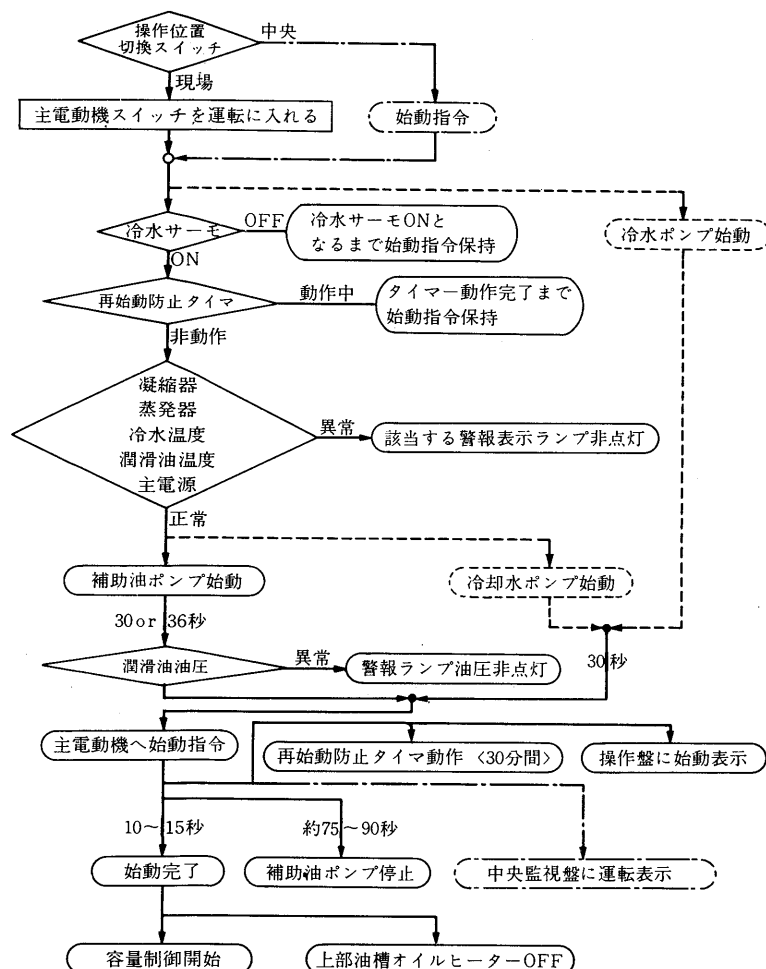 操作位置
切換スイッチ
中央
現場
主電動機スイッチを運転に入れる
始動指令
冷水サーモ
OFF
冷水サーモONと
なるまで始動指令保持
冷水ポンプ始動
ON
再始動防止タイマ
動作中
タイマー動作完了まで
始動指令保持
非動作
凝縮器
蒸発器
冷水温度
潤滑油温度
主電源
異常
該当する警報表示ランプ非点灯
正常
補助油ポンプ始動
冷却水ポンプ始動
30or 36秒
潤滑油油圧
異常
警報ランプ油圧非点灯
30秒
主電動機へ始動指令
再始動防止タイマ動作〈30分間〉
操作盤に始動表示
10～15秒
約75～90秒
始動完了
補助油ポンプ停止
中央監視盤に運転表示
容量制御開始
上部油槽オイルヒーターOFF